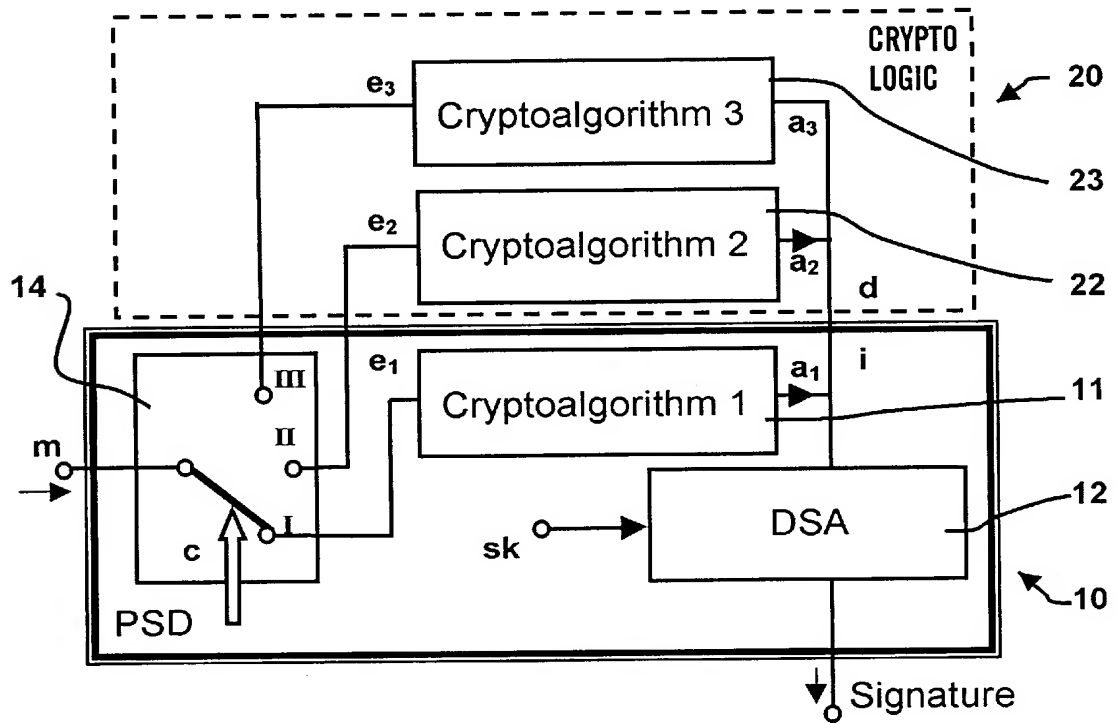 CRYPTO
LOGIC
20
e₃
Cryptoalgorithm 3
a₃
23
e₂
Cryptoalgorithm 2
a₂
22
14
d
e₁
i
III
Cryptoalgorithm 1
a₁
11
II
m
I
c
sk
DSA
12
PSD
10
Signature